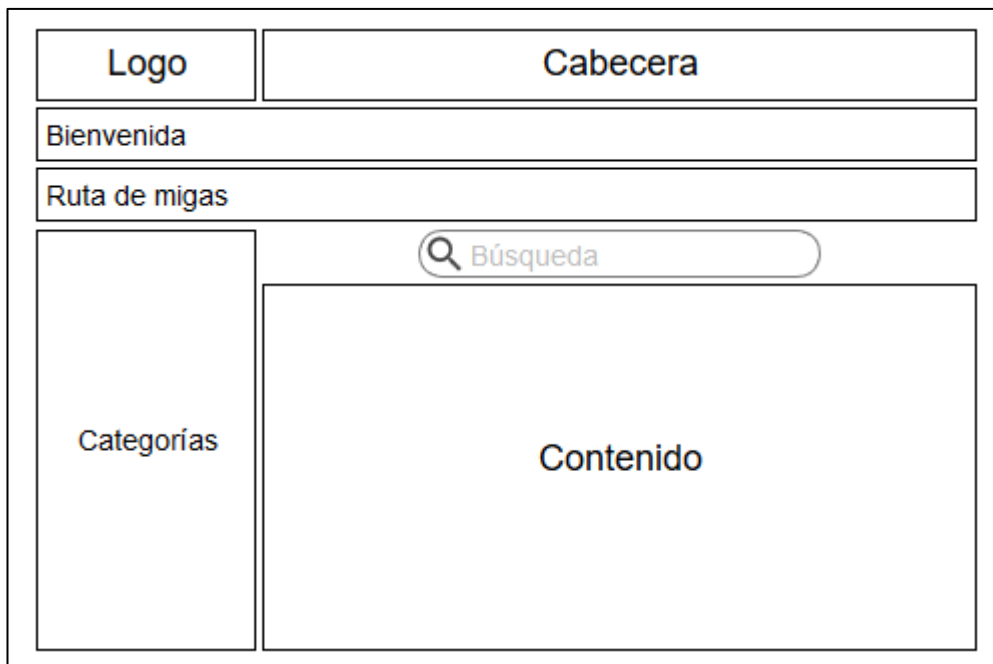 Logo
Cabecera
Bienvenida
Ruta de migas
Búsqueda
Categorías
Contenido